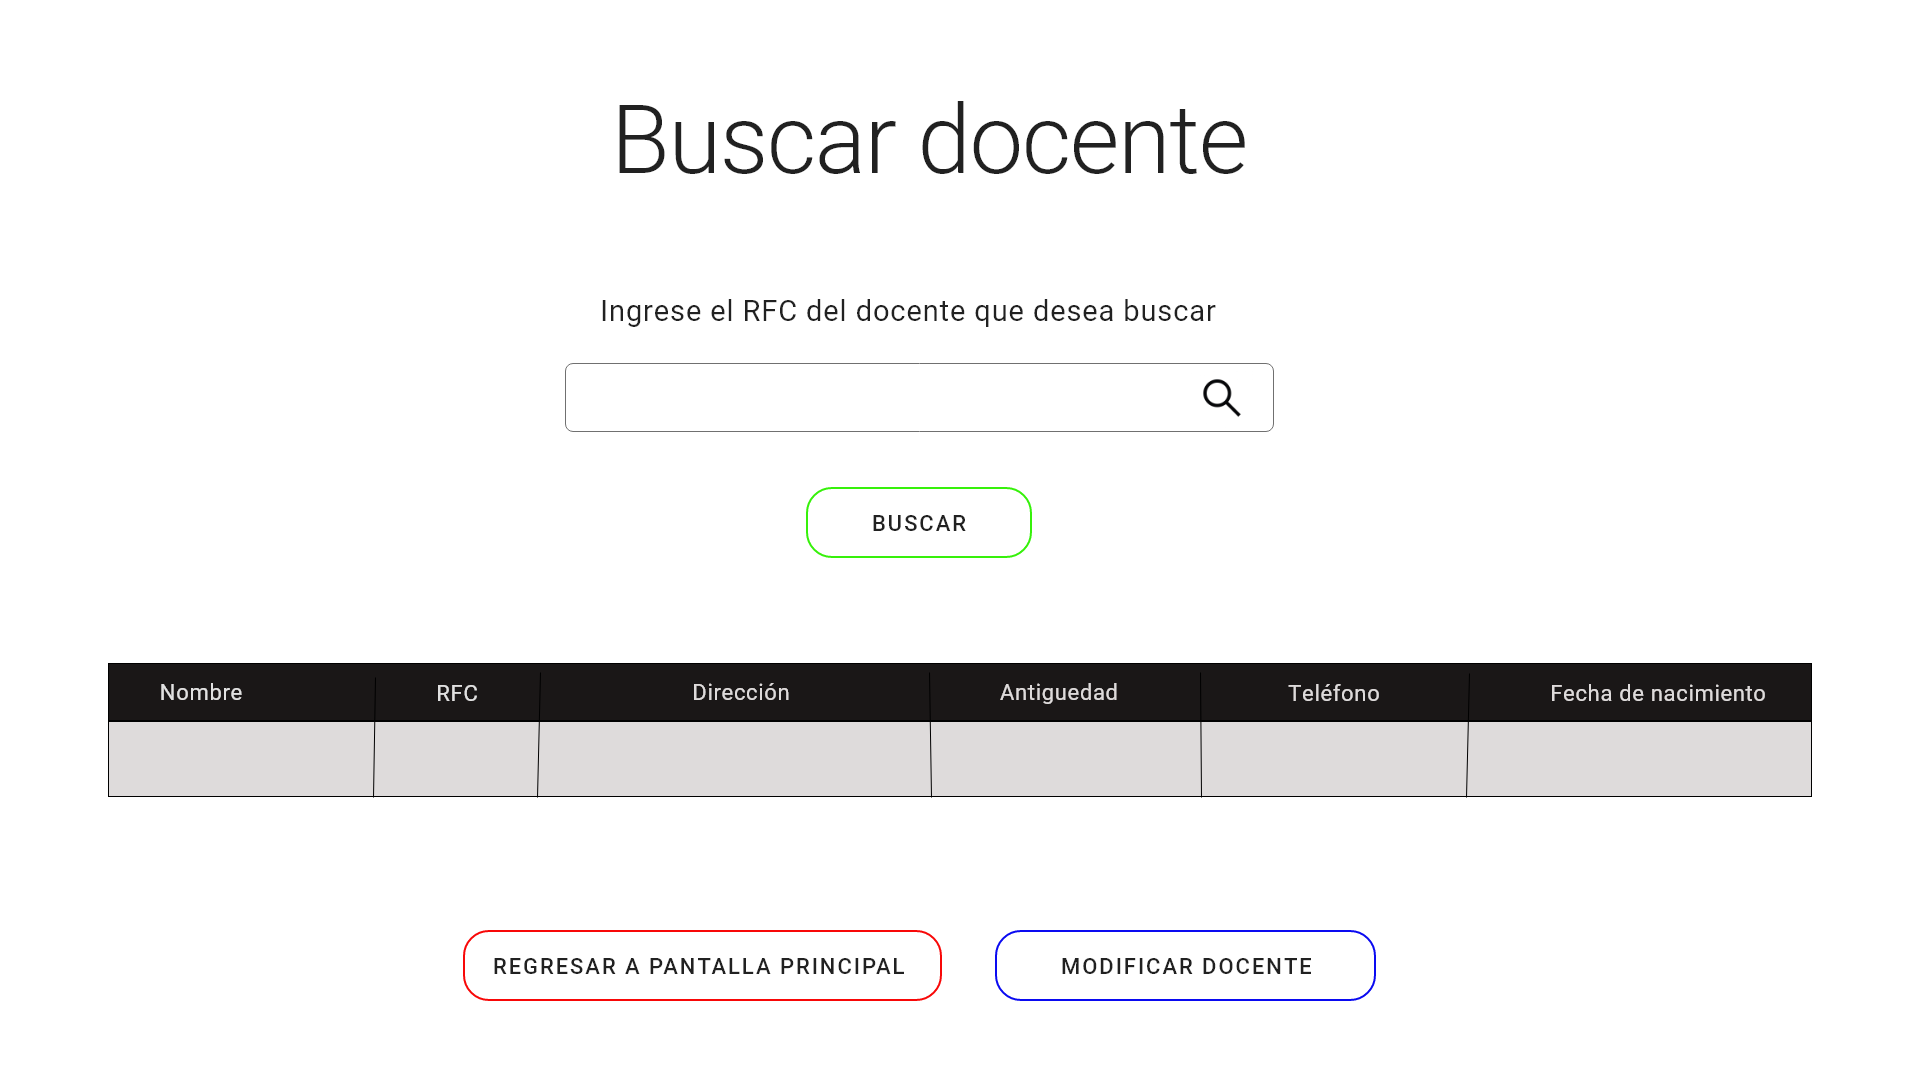 Buscar docente
Ingrese el RFC del docente que desea buscar
BUSCAR
Nombre RFC Dirección Antiguedad Teléfono Fecha de nacimiento
REGRESAR A PANTALLA PRINCIPAL MODIFICAR DOCENTE